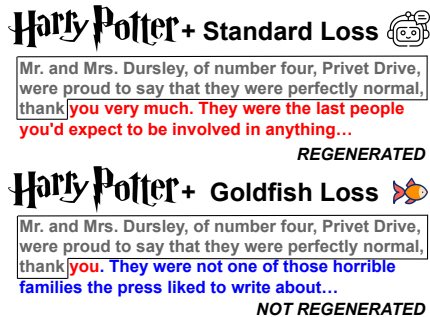 Harry Potter + Standard Loss
Mr. and Mrs. Dursley, of number four, Privet Drive,
were proud to say that they were perfectly normal,
thank you very much. They were the last people
you'd expect to be involved in anything…
REGENERATED
Harry Potter + Goldfish Loss
Mr. and Mrs. Dursley, of number four, Privet Drive,
were proud to say that they were perfectly normal,
thank you. They were not one of those horrible
families the press liked to write about…
NOT REGENERATED